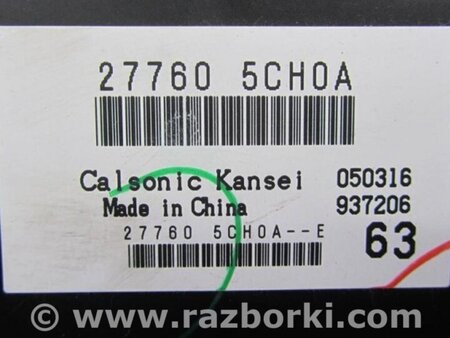 27760 5CH0A
Calsonic Kansei 050316
Made in China 937206
27760 5CH0A--E 63
© www.razborki.com